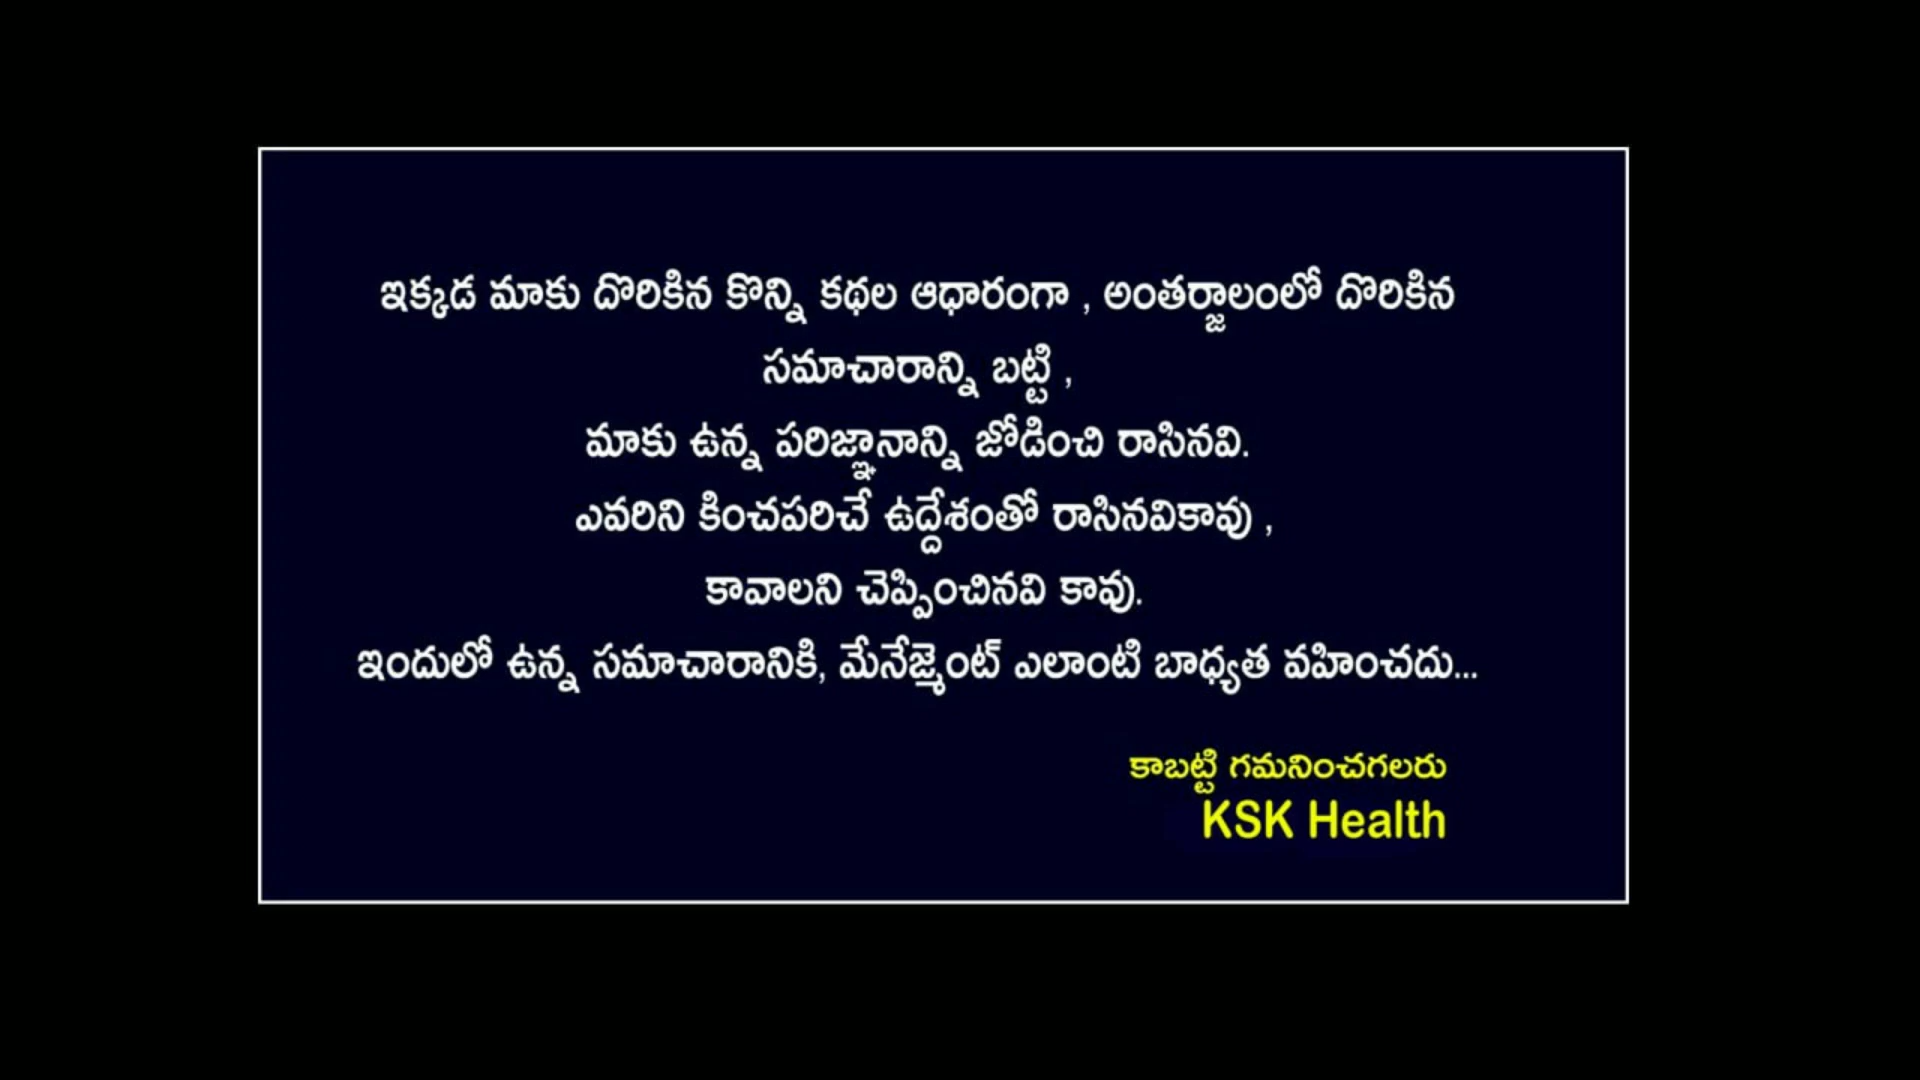 ఇక్కడ మాకు దొరికిన కొన్ని కథల ఆధారంగా , అంతర్జాలంలో దొరికిన
సమాచారాన్ని బట్టి ,
మాకు ఉన్న పరిజ్ఞానాన్ని జోడించి రాసినవి.
ఎవరిని కించపరిచే ఉద్దేశంతో రాసినవికావు ,
కావాలని చెప్పించినవి కావు.
ఇందులో ఉన్న సమాచారానికి, మేనేజ్మెంట్ ఎలాంటి బాధ్యత వహించదు...
కాబట్టి గమనించగలరు
KSK Health